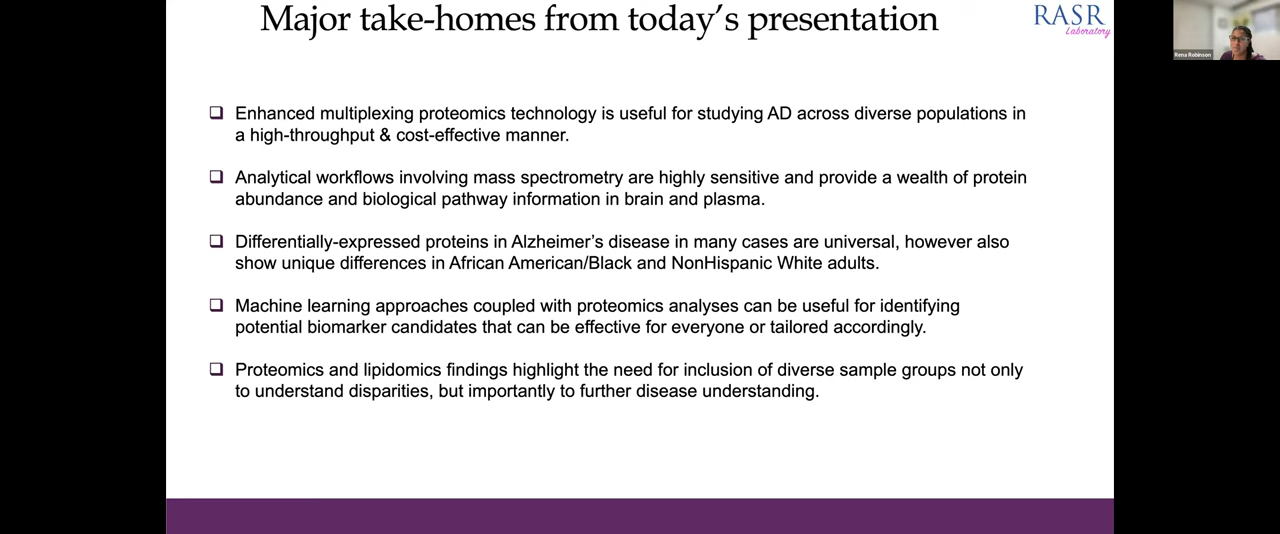 Major take-homes from today's presentation
RASR
Laboratory
Rena Robinson
❑ Enhanced multiplexing proteomics technology is useful for studying AD across diverse populations in
a high-throughput & cost-effective manner.
❑ Analytical workflows involving mass spectrometry are highly sensitive and provide a wealth of protein
abundance and biological pathway information in brain and plasma.
❑ Differentially-expressed proteins in Alzheimer's disease in many cases are universal, however also
show unique differences in African American/Black and NonHispanic White adults.
❑ Machine learning approaches coupled with proteomics analyses can be useful for identifying
potential biomarker candidates that can be effective for everyone or tailored accordingly.
❑ Proteomics and lipidomics findings highlight the need for inclusion of diverse sample groups not only
to understand disparities, but importantly to further disease understanding.